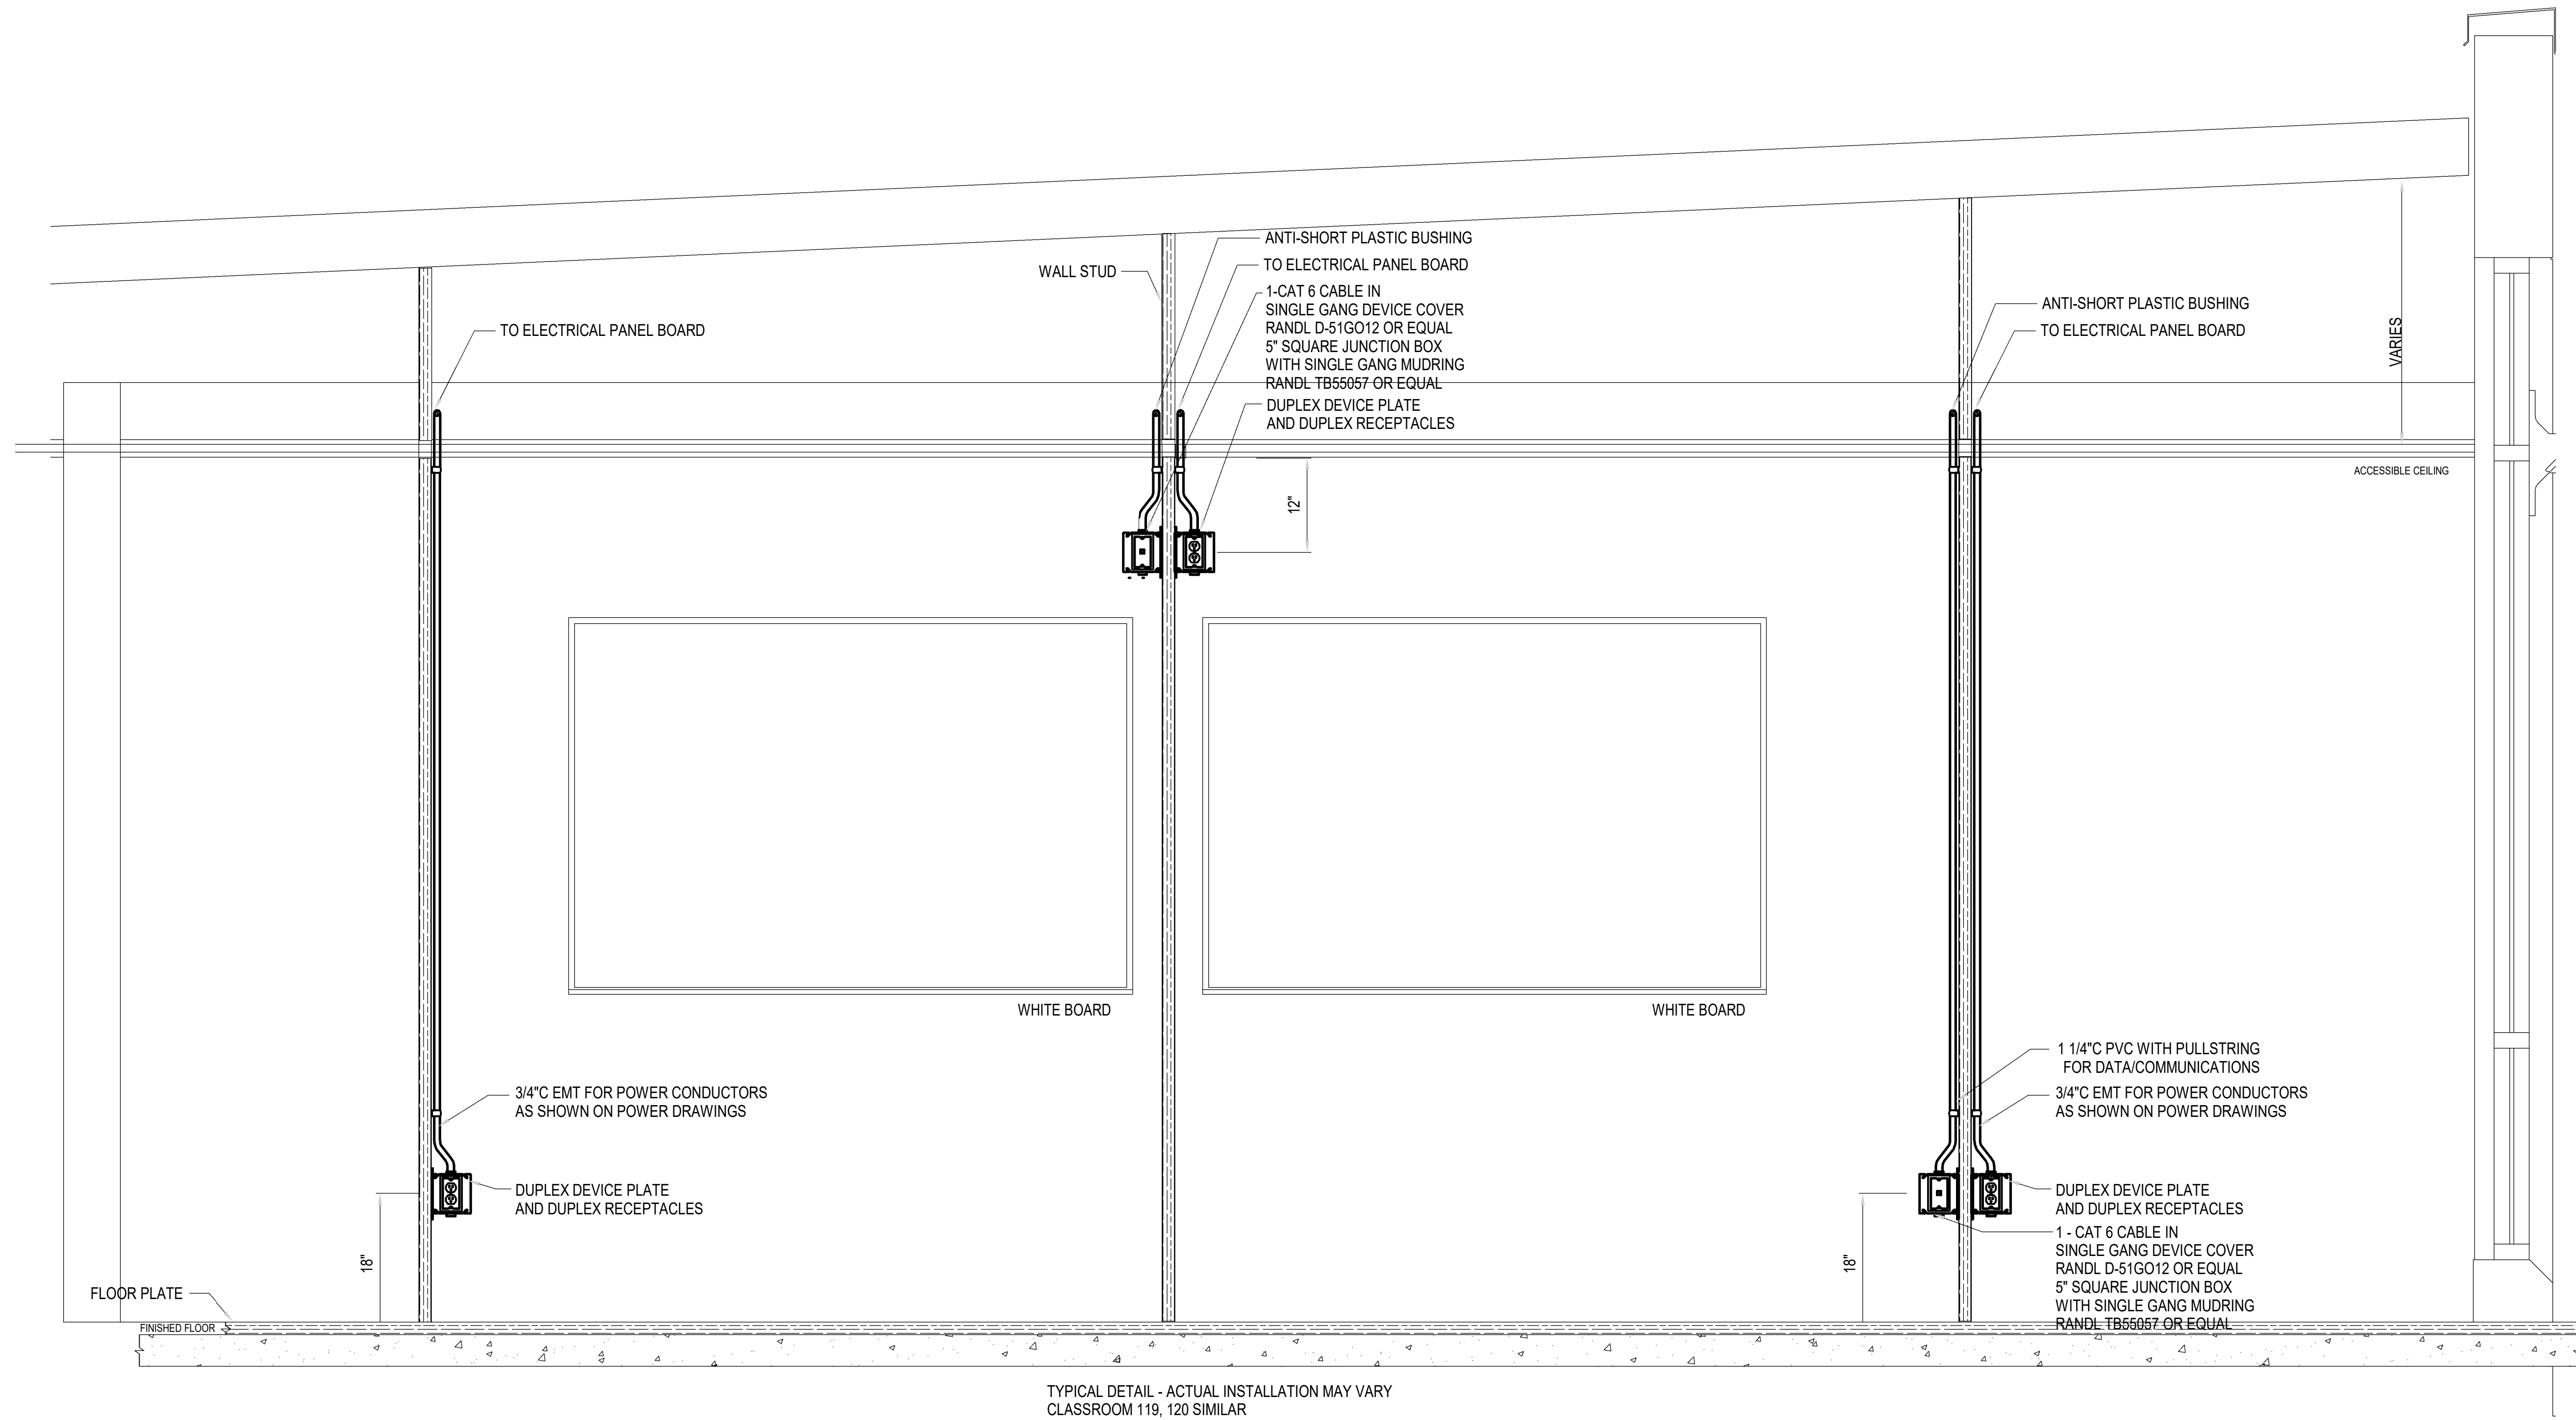 ANTI-SHORT PLASTIC BUSHING
TO ELECTRICAL PANEL BOARD
WALL STUD
1-CAT 6 CABLE IN
SINGLE GANG DEVICE COVER
RANDL D-51GO12 OR EQUAL
5" SQUARE JUNCTION BOX
WITH SINGLE GANG MUDRING
RANDL TB55057 OR EQUAL
DUPLEX DEVICE PLATE
AND DUPLEX RECEPTACLES
TO ELECTRICAL PANEL BOARD
ANTI-SHORT PLASTIC BUSHING
TO ELECTRICAL PANEL BOARD
VARIES
ACCESSIBLE CEILING
12"
WHITE BOARD
WHITE BOARD
3/4"C EMT FOR POWER CONDUCTORS
AS SHOWN ON POWER DRAWINGS
DUPLEX DEVICE PLATE
AND DUPLEX RECEPTACLES
18"
FLOOR PLATE
FINISHED FLOOR
1 1/4"C PVC WITH PULLSTRING
FOR DATA/COMMUNICATIONS
3/4"C EMT FOR POWER CONDUCTORS
AS SHOWN ON POWER DRAWINGS
DUPLEX DEVICE PLATE
AND DUPLEX RECEPTACLES
1 - CAT 6 CABLE IN
SINGLE GANG DEVICE COVER
RANDL D-51GO12 OR EQUAL
5" SQUARE JUNCTION BOX
WITH SINGLE GANG MUDRING
RANDL TB55057 OR EQUAL
18"
TYPICAL DETAIL - ACTUAL INSTALLATION MAY VARY
CLASSROOM 119, 120 SIMILAR